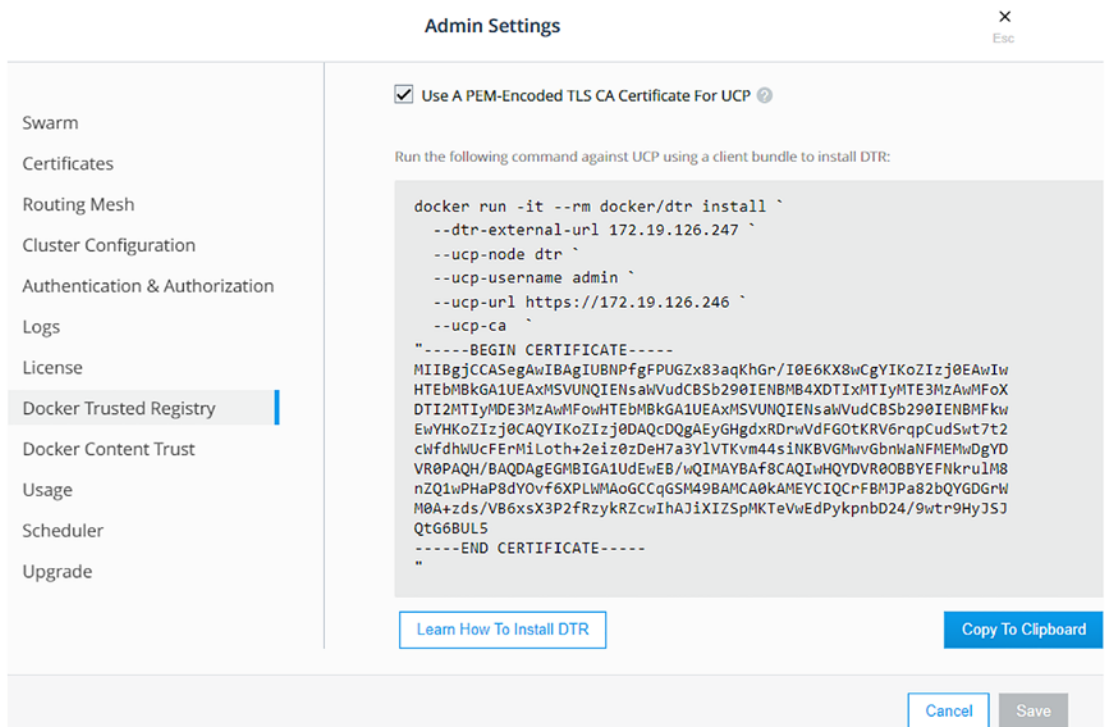 Admin Settings
×
Esc
Swarm
Certificates
Routing Mesh
Cluster Configuration
Authentication & Authorization
Logs
License
Docker Trusted Registry
Docker Content Trust
Usage
Scheduler
Upgrade
Use A PEM-Encoded TLS CA Certificate For UCP ?
Run the following command against UCP using a client bundle to install DTR:
docker run -it --rm docker/dtr install `
--dtr-external-url 172.19.126.247 `
--ucp-node dtr `
--ucp-username admin `
--ucp-url https://172.19.126.246 `
--ucp-ca `
"-----BEGIN CERTIFICATE-----
MIIBgjCCASegAwIBAgIUBNPfgFPUGZx83aqKhGr/I0E6KX8wCgYIKoZIzj0EAwIw
HTEbMBkGA1UEAxMSVUNQIENsaWVudCBSb290IENBMB4XDTIxMTIyMTE3MzAwMFoX
DTI2MTIyMDE3MzAwMFowHTEbMBkGA1UEAxMSVUNQIENsaWVudCBSb290IENBMFkw
EwYHKoZIzj0CAQYIKoZIzj0DAQcDQgAEyGHgdxRDrwVdFGOtKRV6rqpCudSwt7t2
cWfdhWUcFErMiLoth+2eiz0zDeH7a3YlVTKvm44siNKBVGMwvGbnWaNFMEMwDgYD
VR0PAQH/BAQDAgEGMBIGA1UdEwEB/wQIMAYBAf8CAQIwHQYDVR0OBBYEFNkrulM8
nZQ1wPHaP8dYOvf6XPLWMAoGCCqGSM49BAMCA0kAMEYCIQCrFBMJPa82bQYGDGrW
M0A+zds/VB6xsX3P2fRzykRZcwIhAJiXIZSpMKTeVwEdPykpnbD24/9wtr9HyJSJ
QtG6BUL5
-----END CERTIFICATE-----
"
Learn How To Install DTR
Copy To Clipboard
Cancel
Save